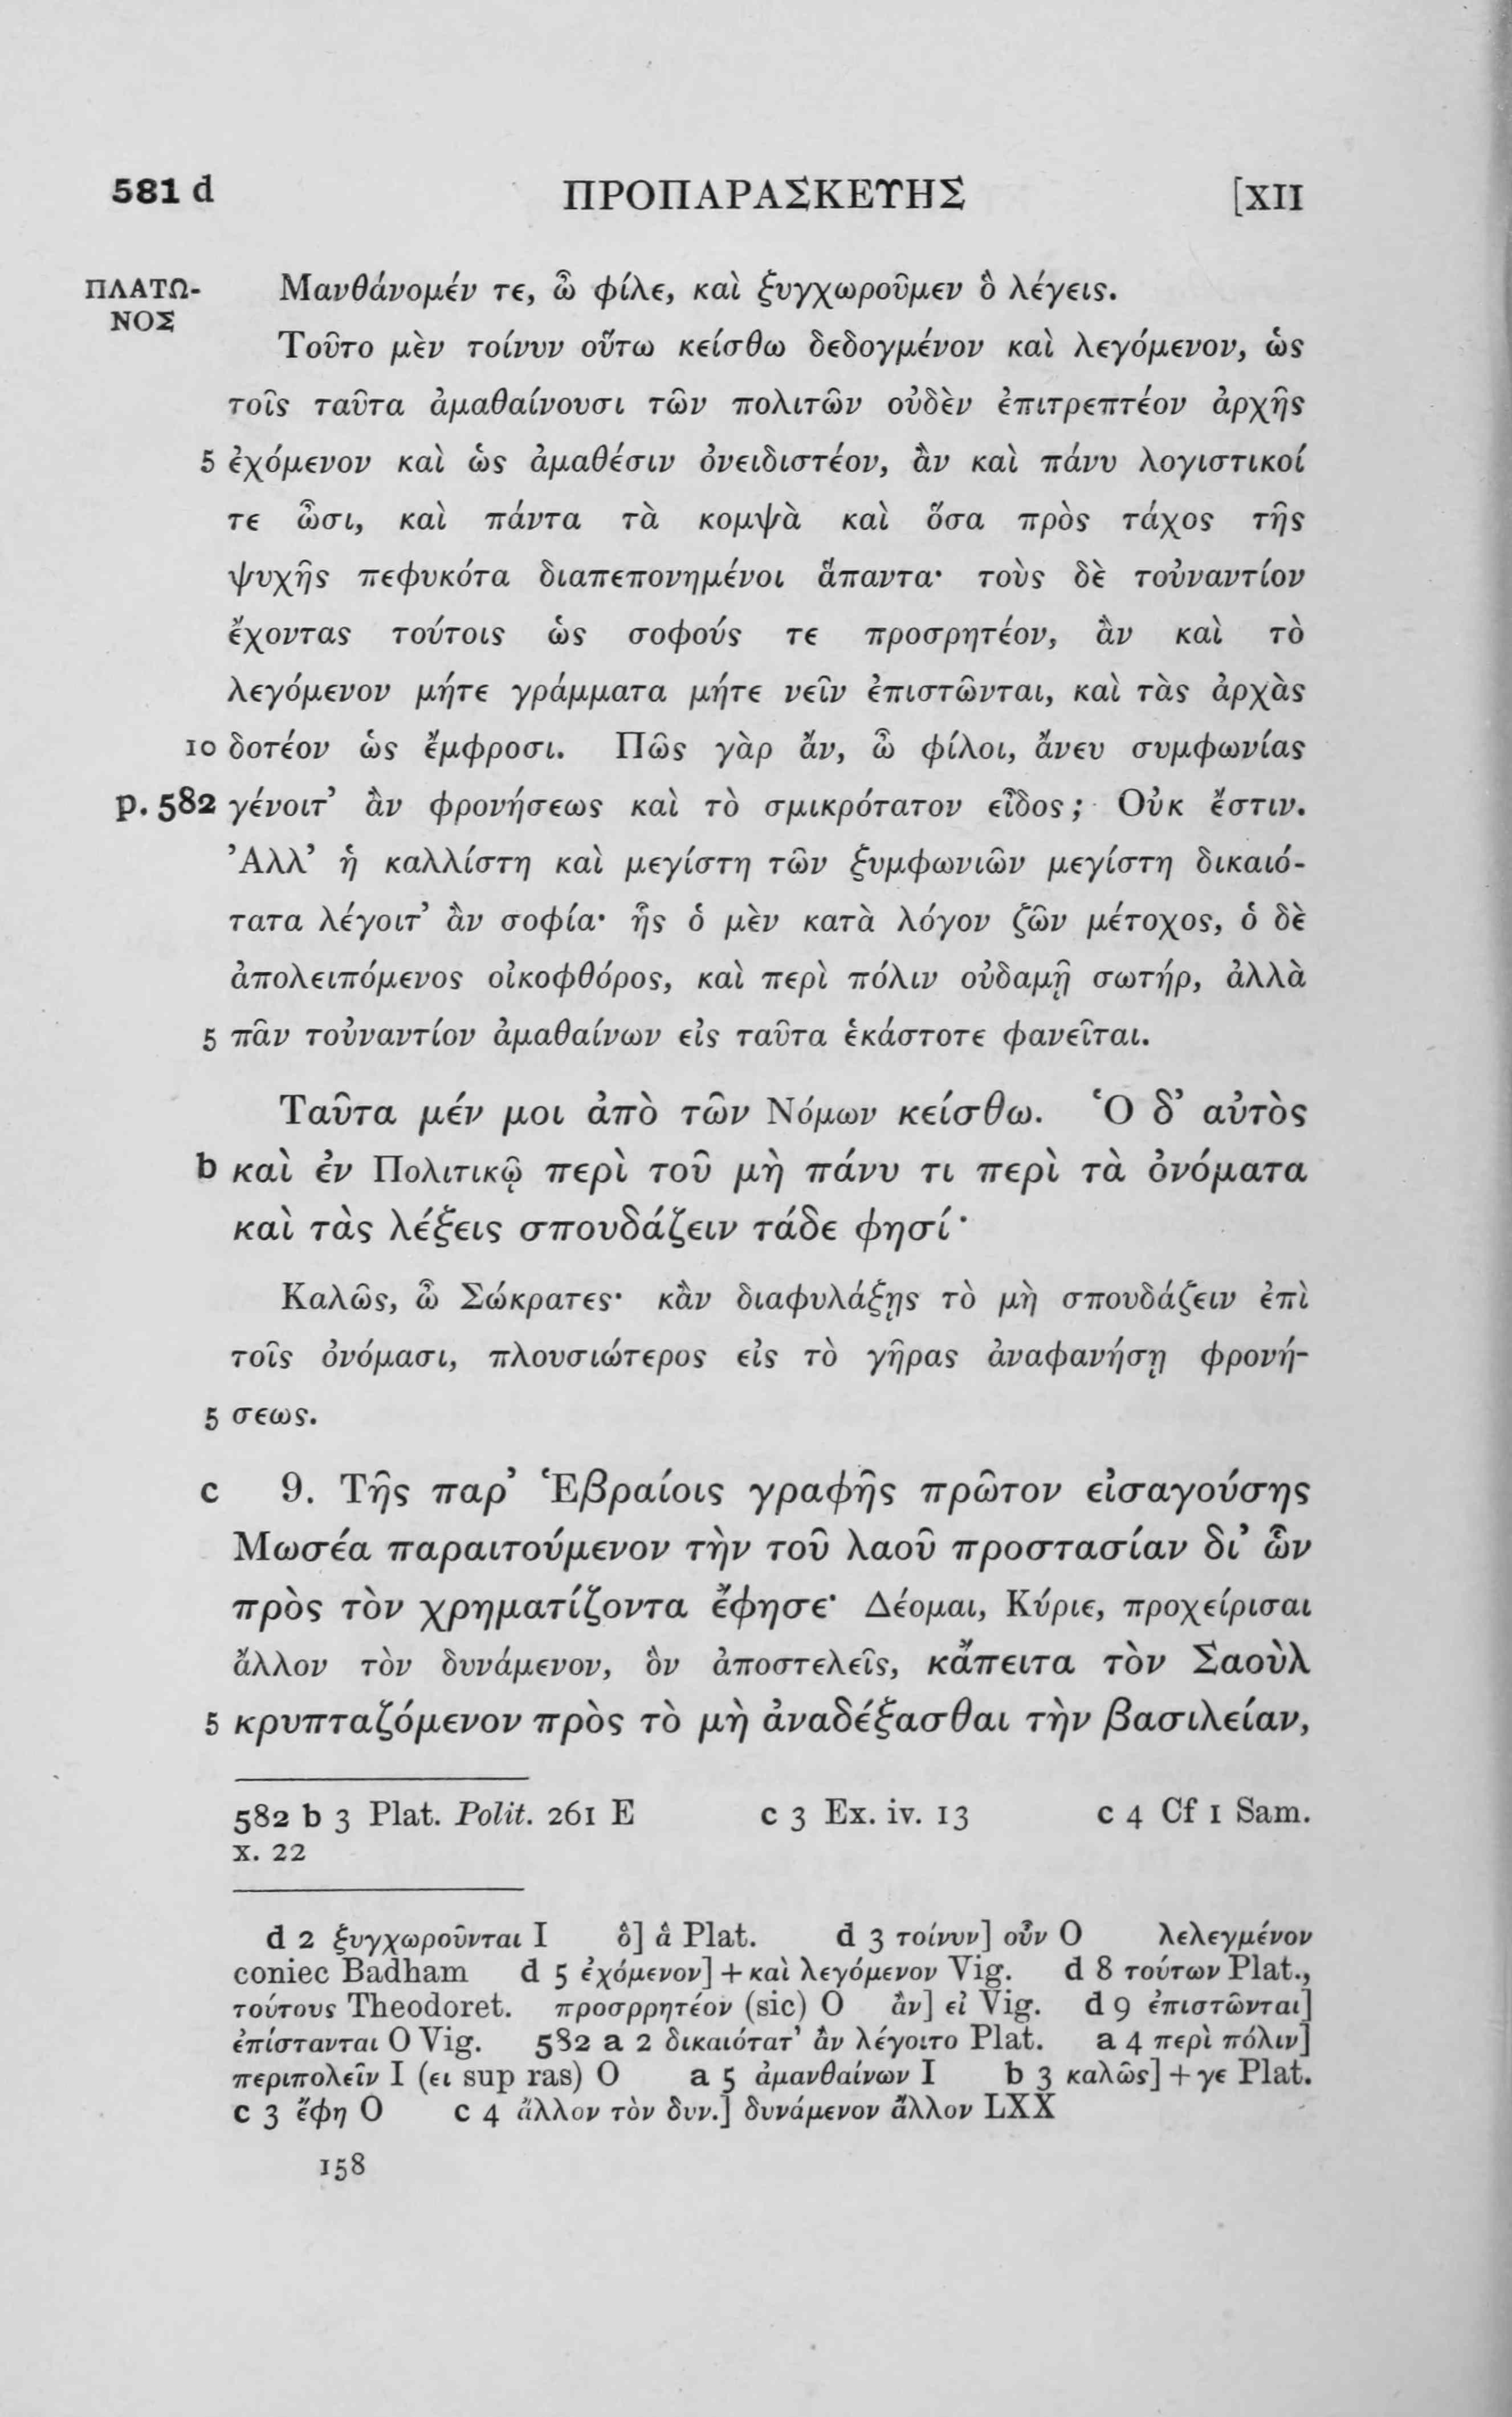 581 d ΠΡΟΠΑΡΑΣΚΕΥΗΣ [XII
ΠΛΑΤΩ-
ΝΟΣ
Μανθάνομέν τε, ὦ φίλε, καὶ ξυγχωροῦμεν ὃ λέγεις.
Τοῦτο μὲν τοίνυν οὕτω κείσθω δεδογμένον καὶ λεγόμενον, ὡς
τοῖς ταῦτα ἀμαθαίνουσι τῶν πολιτῶν οὐδὲν ἐπιτρεπτέον ἀρχῆς
5 ἐχόμενον καὶ ὡς ἀμαθέσιν ὀνειδιστέον, ἂν καὶ πάνυ λογιστικοί
τε ὦσι, καὶ πάντα τὰ κομψὰ καὶ ὅσα πρὸς τάχος τῆς
ψυχῆς πεφυκότα διαπεπονημένοι ἅπαντα· τοὺς δὲ τοὐναντίον
ἔχοντας τούτοις ὡς σοφούς τε προσρητέον, ἂν καὶ τὸ
λεγόμενον μήτε γράμματα μήτε νεῖν ἐπιστῶνται, καὶ τὰς ἀρχὰς
10 δοτέον ὡς ἔμφροσι. Πῶς γὰρ ἄν, ὦ φίλοι, ἄνευ συμφωνίας
p. 582 γένοιτ’ ἂν φρονήσεως καὶ τὸ σμικρότατον εἶδος; Οὐκ ἔστιν.
Ἀλλ’ ἡ καλλίστη καὶ μεγίστη τῶν ξυμφωνιῶν μεγίστη δικαιό-
τατα λέγοιτ’ ἂν σοφία· ἧς ὁ μὲν κατὰ λόγον ζῶν μέτοχος, ὁ δὲ
ἀπολειπόμενος οἰκοφθόρος, καὶ περὶ πόλιν οὐδαμῇ σωτήρ, ἀλλὰ
5 πᾶν τοὐναντίον ἀμαθαίνων εἰς ταῦτα ἑκάστοτε φανεῖται.
Ταῦτα μέν μοι ἀπὸ τῶν Νόμων κείσθω. Ὁ δ’ αὐτὸς
b καὶ ἐν Πολιτικῷ περὶ τοῦ μὴ πάνυ τι περὶ τὰ ὀνόματα
καὶ τὰς λέξεις σπουδάζειν τάδε φησί·
Καλῶς, ὦ Σώκρατες· κἂν διαφυλάξῃς τὸ μὴ σπουδάζειν ἐπὶ
τοῖς ὀνόμασι, πλουσιώτερος εἰς τὸ γῆρας ἀναφανήσῃ φρονή-
5 σεως.
c 9. Τῆς παρ’ Ἑβραίοις γραφῆς πρῶτον εἰσαγούσης
Μωσέα παραιτούμενον τὴν τοῦ λαοῦ προστασίαν δι’ ὧν
πρὸς τὸν χρηματίζοντα ἔφησε· Δέομαι, Κύριε, προχείρισαι
ἄλλον τὸν δυνάμενον, ὃν ἀποστελεῖς, κἄπειτα τὸν Σαοὺλ
5 κρυπταζόμενον πρὸς τὸ μὴ ἀναδέξασθαι τὴν βασιλείαν,
582 b 3 Plat. Polit. 261 E c 3 Ex. iv. 13 c 4 Cf 1 Sam.
x. 22
d 2 ξυγχωροῦνται I ὃ] ἃ Plat. d 3 τοίνυν] οὖν O λελεγμένον
coniec Badham d 5 ἐχόμενον] + καὶ λεγόμενον Vig. d 8 τούτων Plat.,
τούτους Theodoret. προσρρητέον (sic) O ἂν] εἰ Vig. d 9 ἐπιστῶνται]
ἐπίστανται O Vig. 582 a 2 δικαιότατ’ ἂν λέγοιτο Plat. a 4 περὶ πόλιν]
περιπολεῖν I (ει sup ras) O a 5 ἀμανθαίνων I b 3 καλῶς] + γε Plat.
c 3 ἔφη O c 4 ἄλλον τὸν δυν.] δυνάμενον ἄλλον LXX
158